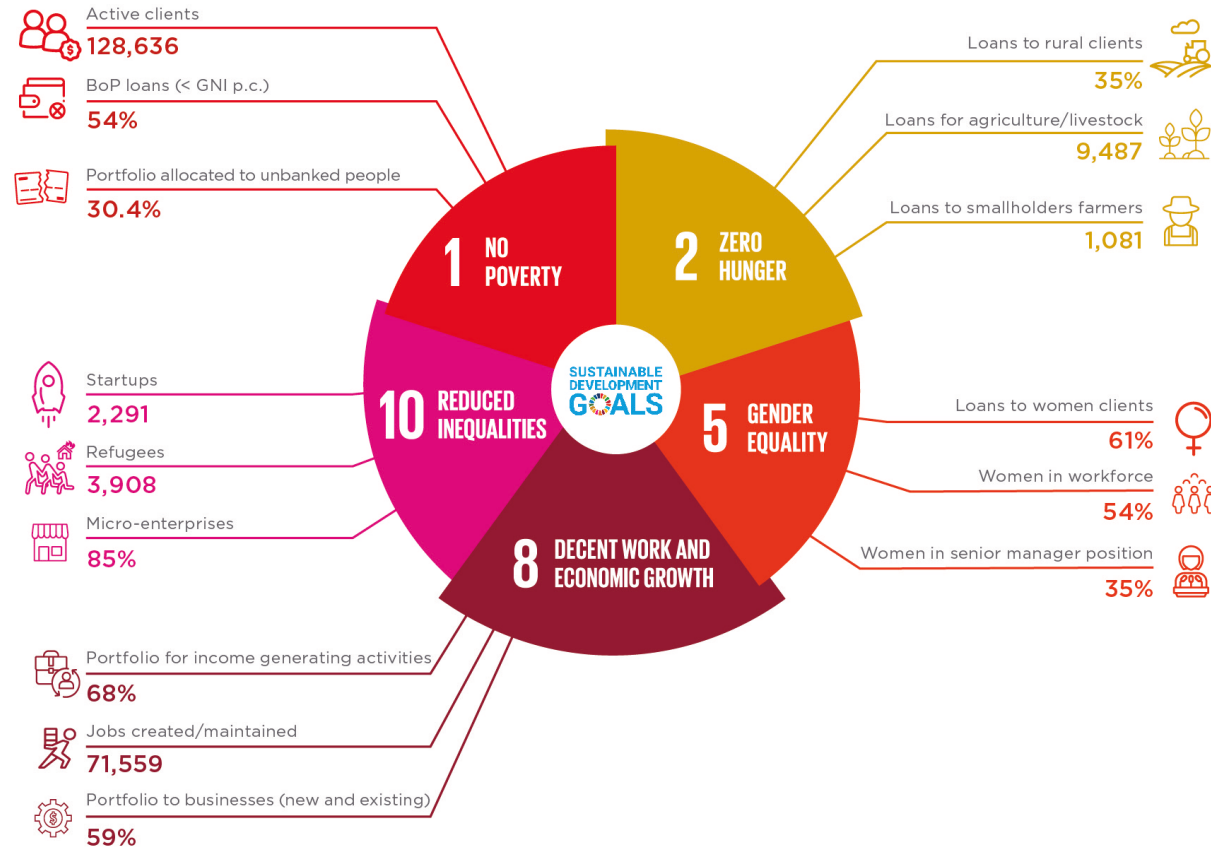 Active clients
128,636
BoP loans (< GNI p.c.)
54%
Portfolio allocated to unbanked people
30.4%
Loans to rural clients
35%
Loans for agriculture/livestock
9,487
Loans to smallholders farmers
1,081
1 NO
POVERTY
2 ZERO
HUNGER
SUSTAINABLE
DEVELOPMENT
GOALS
10 REDUCED
INEQUALITIES
5 GENDER
EQUALITY
8 DECENT WORK AND
ECONOMIC GROWTH
Startups
2,291
Refugees
3,908
Micro-enterprises
85%
Loans to women clients
61%
Women in workforce
54%
Women in senior manager position
35%
Portfolio for income generating activities
68%
Jobs created/maintained
71,559
Portfolio to businesses (new and existing)
59%